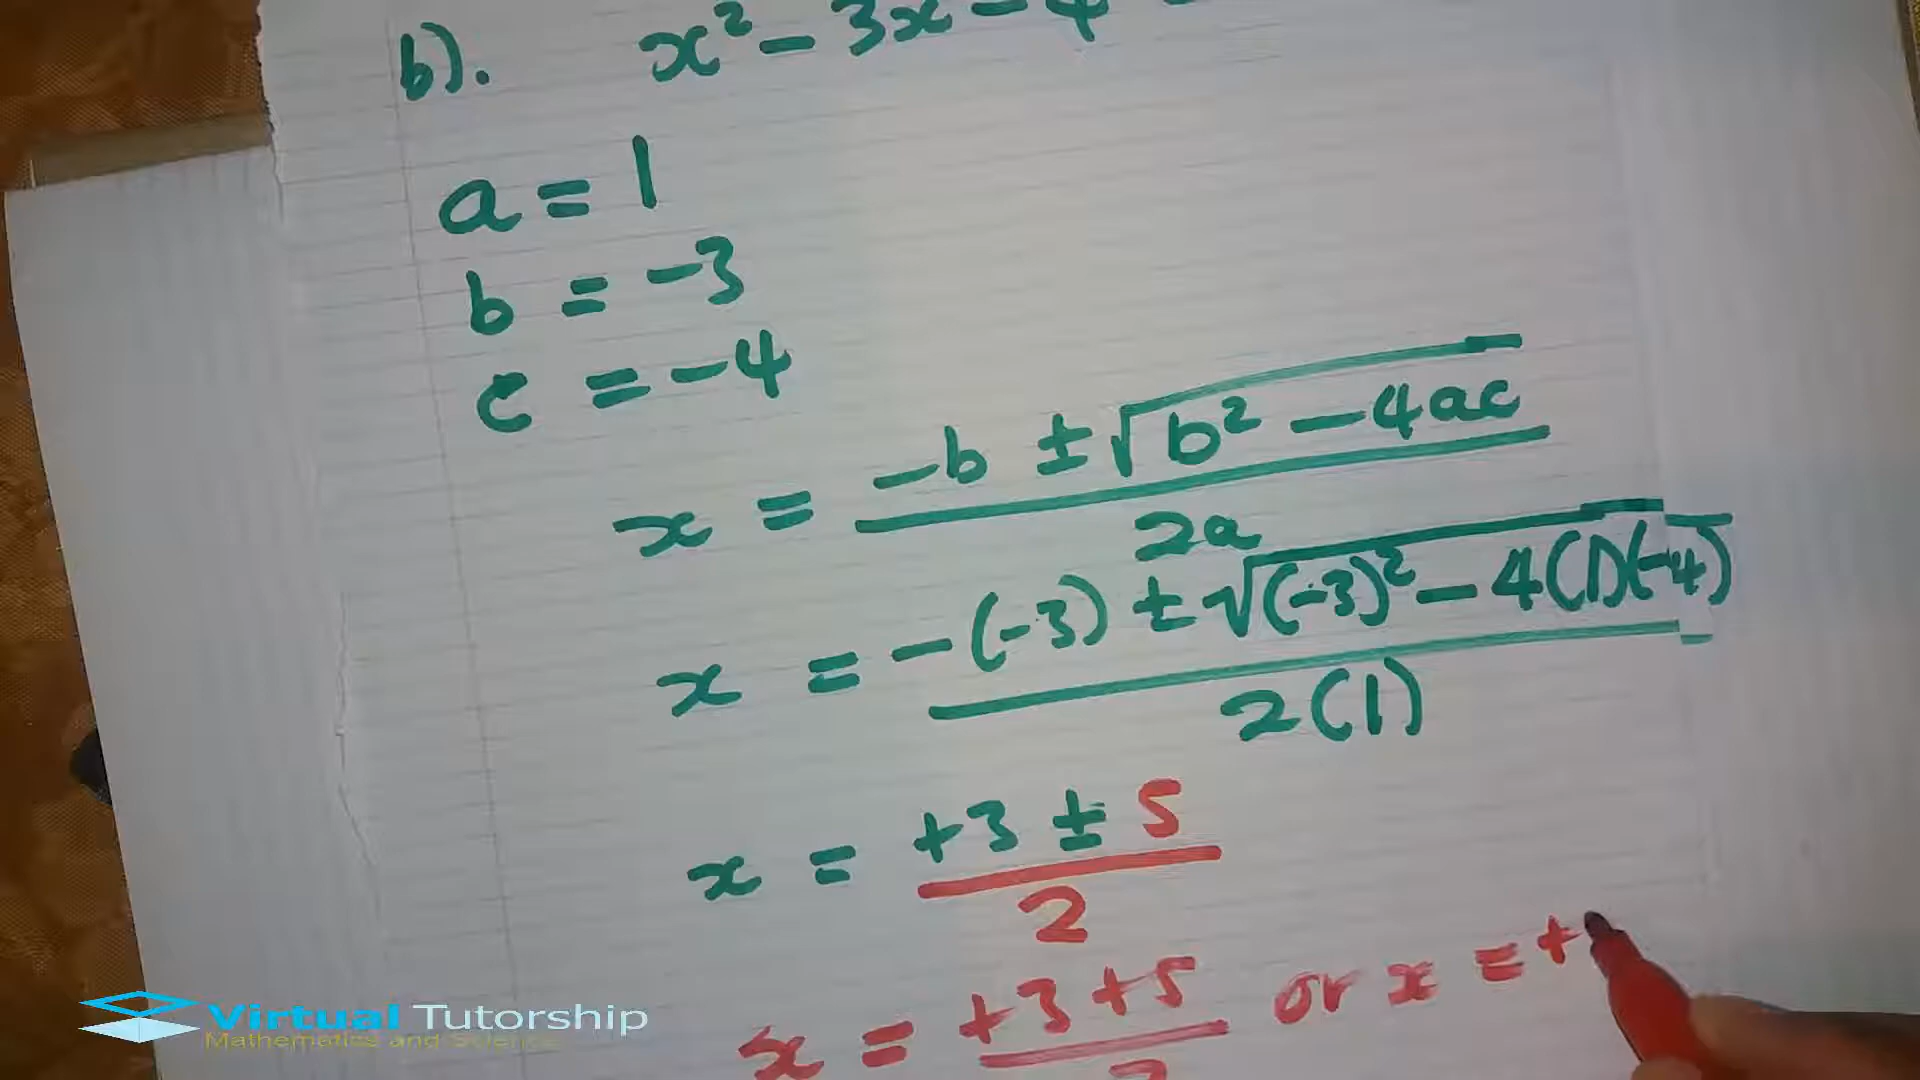 b). x² - 3x - 4
a = 1
b = -3
c = -4
x = -b ± √b² - 4ac / 2a
x = -(-3) ± √(-3)² - 4(1)(-4) / 2(1)
x = +3 ± 5 / 2
x = +3 + 5 / 2 or x = +
Virtual Tutorship
Mathematics and Science